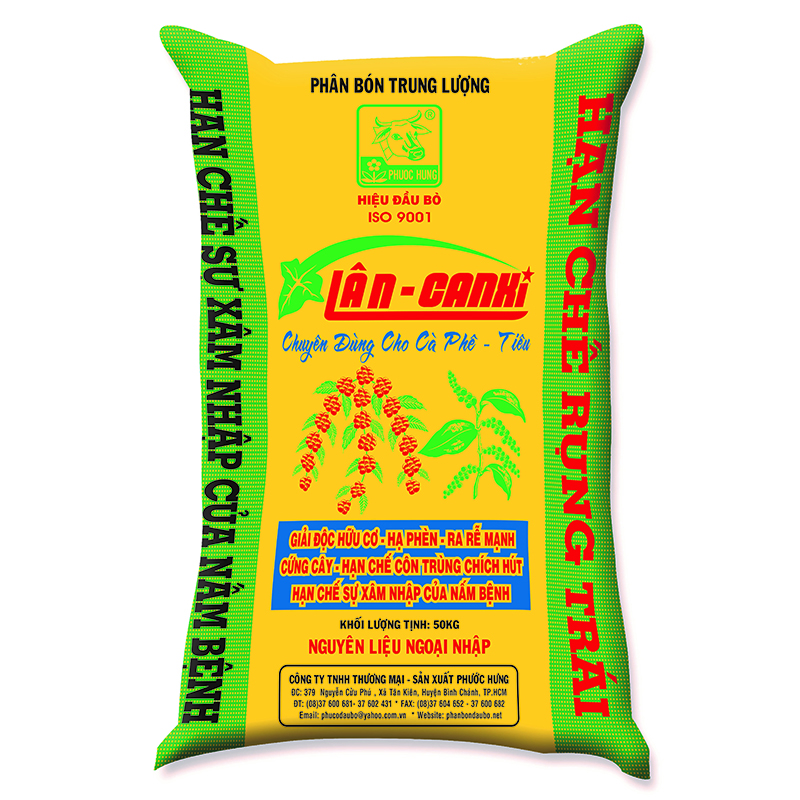 PHÂN BÓN TRUNG LƯỢNG
®
PHƯỚC HƯNG
HIỆU ĐẦU BÒ
ISO 9001
LÂN - CANXI
Chuyên Dùng Cho Cà Phê - Tiêu
GIẢI ĐỘC HỮU CƠ - HẠ PHÈN - RA RỄ MẠNH
CỨNG CÂY - HẠN CHẾ CÔN TRÙNG CHÍCH HÚT
HẠN CHẾ SỰ XÂM NHẬP CỦA NẤM BỆNH
KHỐI LƯỢNG TỊNH: 50KG
NGUYÊN LIỆU NGOẠI NHẬP
CÔNG TY TNHH THƯƠNG MẠI - SẢN XUẤT PHƯỚC HƯNG
ĐC: 379 Nguyễn Cửu Phú , Xã Tân Kiên, Huyện Bình Chánh, TP.HCM
ĐT: (08)37 600 681- 37 602 431 * FAX: (08)37 604 652 - 37 600 682
Email: phucodaubo@yahoo.com.vn * Website: phanbondaubo.net
HẠN CHẾ SỰ XÂM NHẬP CỦA NẤM BỆNH
HẠN CHẾ RỤNG TRÁI